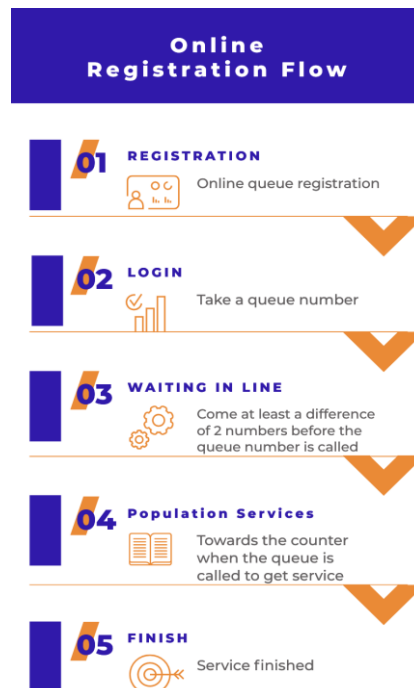 Online
Registration Flow
01
REGISTRATION
Online queue registration
02
LOGIN
Take a queue number
03
WAITING IN LINE
Come at least a difference
of 2 numbers before the
queue number is called
04
Population Services
Towards the counter
when the queue is
called to get service
05
FINISH
Service finished